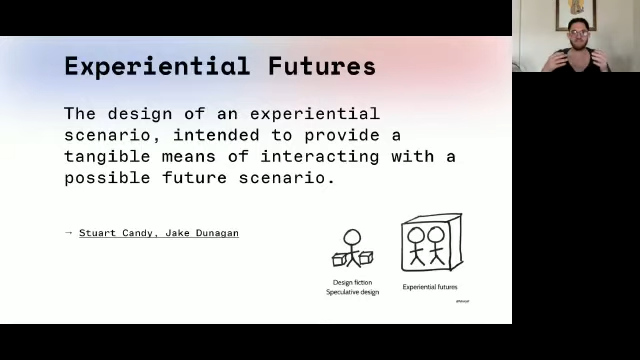 Experiential Futures
The design of an experiential
scenario, intended to provide a
tangible means of interacting with a
possible future scenario.
→ Stuart Candy, Jake Dunagan
Design fiction
Speculative design
Experiential futures